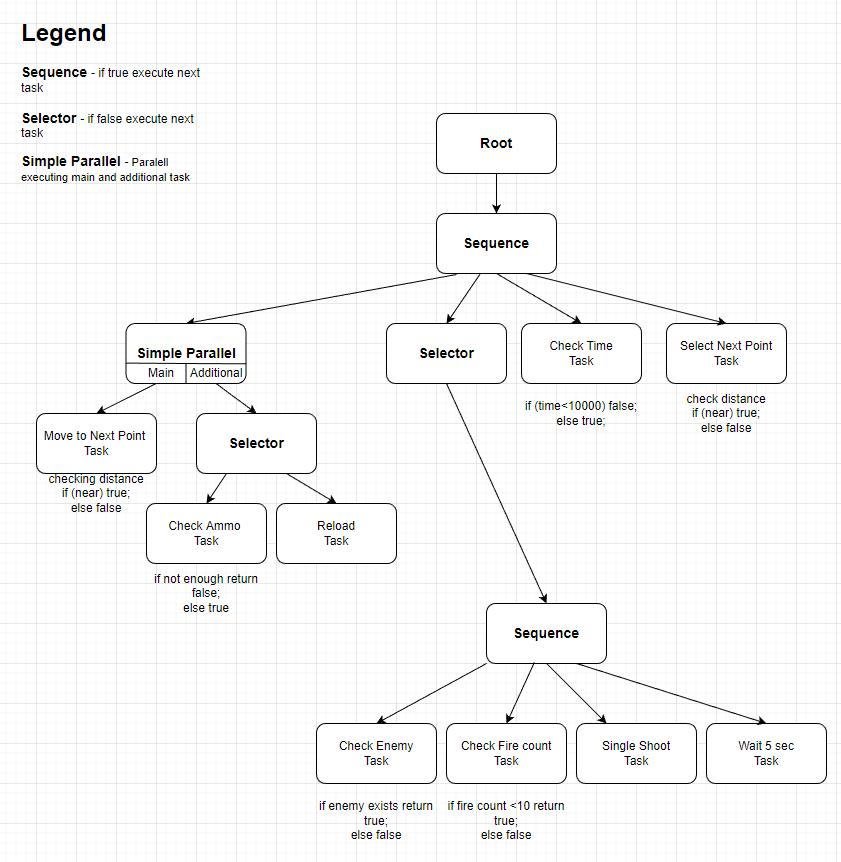 Legend
Sequence - if true execute next
task
Selector - if false execute next
task
Simple Parallel - Paralell
executing main and additional task
Root
Sequence
Simple Parallel
Main
Additional
Selector
Check Time
Task
if (time<10000) false;
else true;
Select Next Point
Task
check distance
if (near) true;
else false
Move to Next Point
Task
checking distance
if (near) true;
else false
Selector
Check Ammo
Task
if not enough return
false;
else true
Reload
Task
Sequence
Check Enemy
Task
if enemy exists return
true;
else false
Check Fire count
Task
if fire count <10 return
true;
else false
Single Shoot
Task
Wait 5 sec
Task